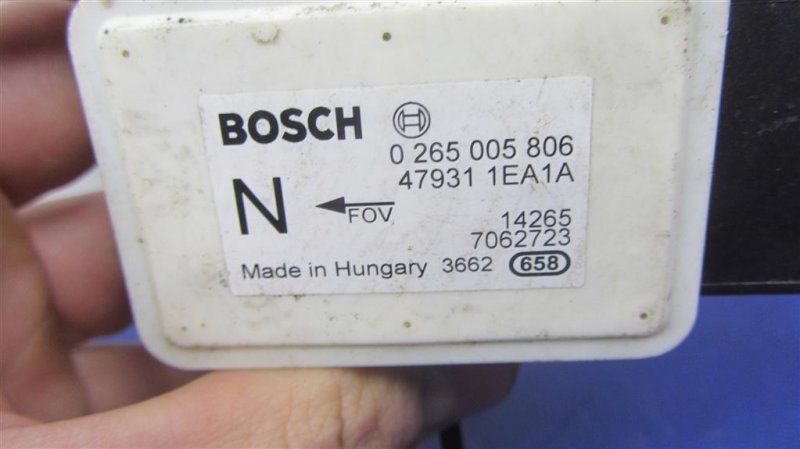 BOSCH
0 265 005 806
47931 1EA1A
N
FOV
14265
7062723
Made in Hungary 3662 658